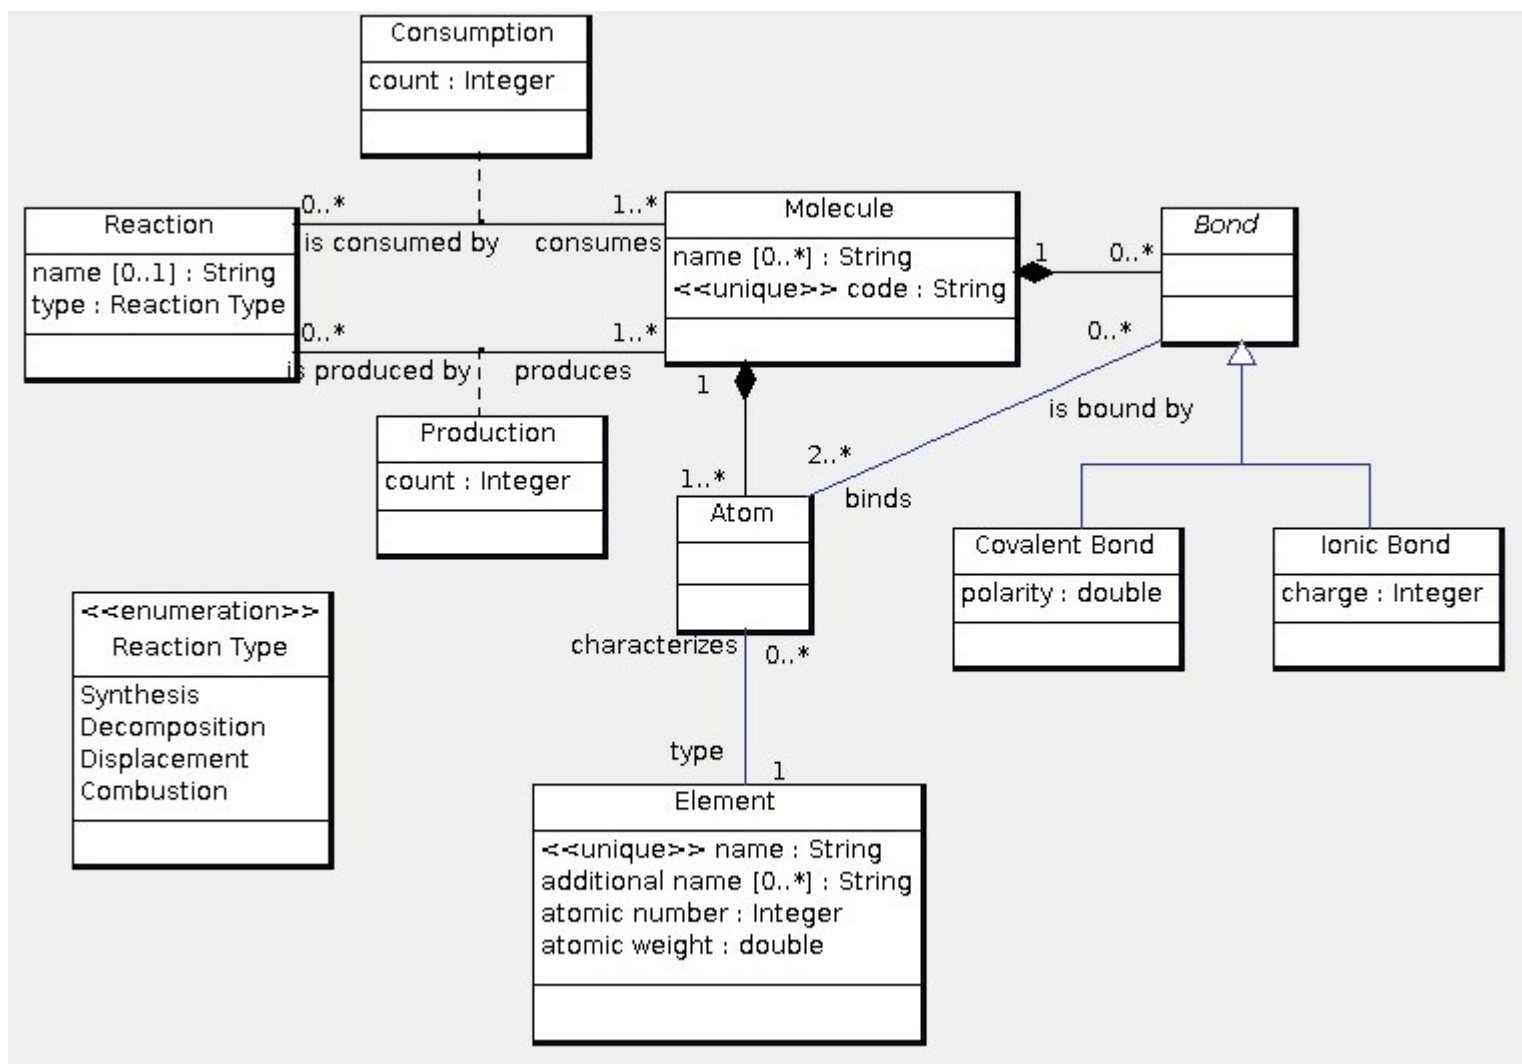 Consumption
count : Integer
Reaction
name [0..1] : String
type : Reaction Type
0..*
1..*
is consumed by
consumes
0..*
1..*
is produced by
produces
Molecule
name [0..*] : String
<<unique>> code : String
1
0..*
Bond
0..*
is bound by
1
1..*
2..*
binds
Production
count : Integer
Atom
Covalent Bond
polarity : double
Ionic Bond
charge : Integer
<<enumeration>>
Reaction Type
Synthesis
Decomposition
Displacement
Combustion
characterizes
0..*
type
1
Element
<<unique>> name : String
additional name [0..*] : String
atomic number : Integer
atomic weight : double